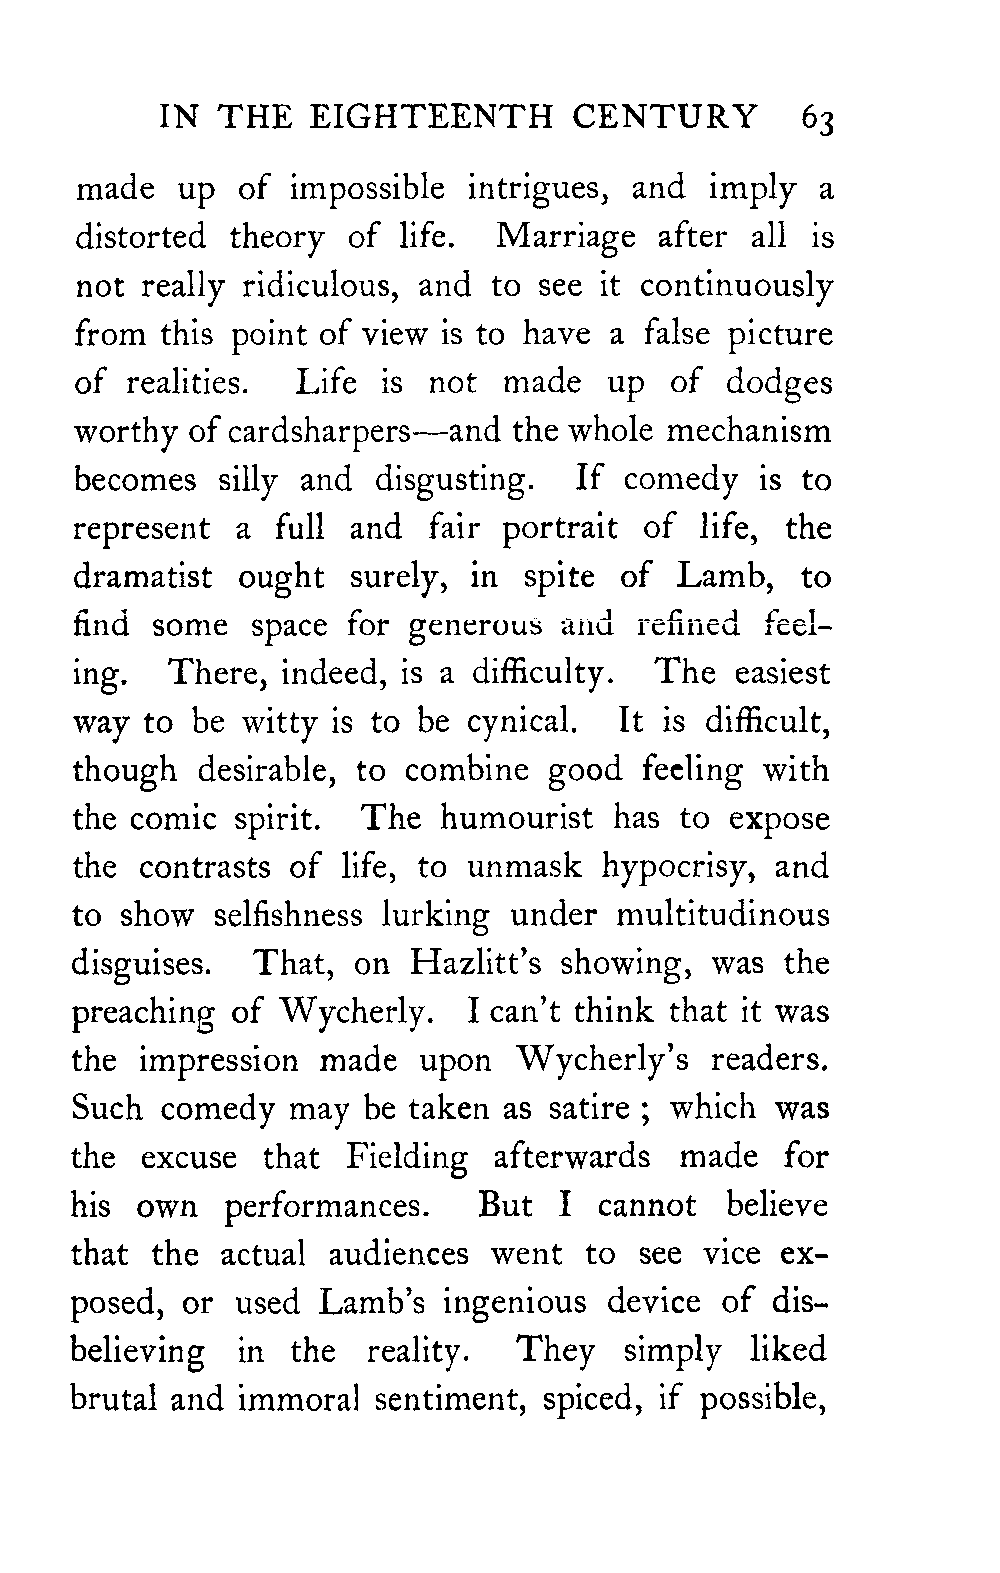 IN THE EIGHTEENTH CENTURY 63
made up of impossible intrigues, and imply a
distorted theory of life. Marriage after all is
not really ridiculous, and to see it continuously
from this point of view is to have a false picture
of realities. Life is not made up of dodges
worthy of cardsharpers—and the whole mechanism
becomes silly and disgusting. If comedy is to
represent a full and fair portrait of life, the
dramatist ought surely, in spite of Lamb, to
find some space for generous and refined feel-
ing. There, indeed, is a difficulty. The easiest
way to be witty is to be cynical. It is difficult,
though desirable, to combine good feeling with
the comic spirit. The humourist has to expose
the contrasts of life, to unmask hypocrisy, and
to show selfishness lurking under multitudinous
disguises. That, on Hazlitt's showing, was the
preaching of Wycherly. I can't think that it was
the impression made upon Wycherly's readers.
Such comedy may be taken as satire ; which was
the excuse that Fielding afterwards made for
his own performances. But I cannot believe
that the actual audiences went to see vice ex-
posed, or used Lamb's ingenious device of dis-
believing in the reality. They simply liked
brutal and immoral sentiment, spiced, if possible,